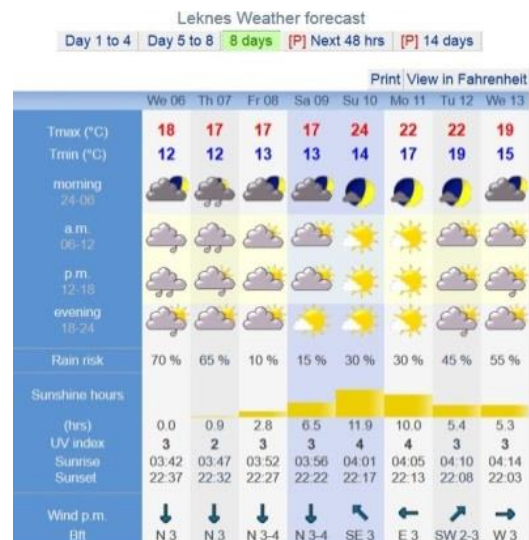 Leknes Weather forecast
Day 1 to 4 Day 5 to 8 8 days [P] Next 48 hrs [P] 14 days
Print View in Fahrenheit
We 06 Th 07 Fr 08 Sa 09 Su 10 Mo 11 Tu 12 We 13
Tmax (°C) 18 17 17 17 24 22 22 19
Tmin (°C) 12 12 13 13 14 17 19 15
morning
24-06
a.m.
06-12
p.m.
12-18
evening
18-24
Rain risk 70 % 65 % 10 % 15 % 30 % 30 % 45 % 55 %
Sunshine hours
(hrs) 0.0 0.9 2.8 6.5 11.9 10.0 5.4 5.3
UV index 3 2 3 3 4 4 3 3
Sunrise 03:42 03:47 03:52 03:56 04:01 04:05 04:10 04:14
Sunset 22:37 22:32 22:27 22:22 22:17 22:13 22:08 22:03
Wind p.m.
Bft N 3 N 3 N 3-4 N 3-4 SE 3 E 3 SW 2-3 W 3